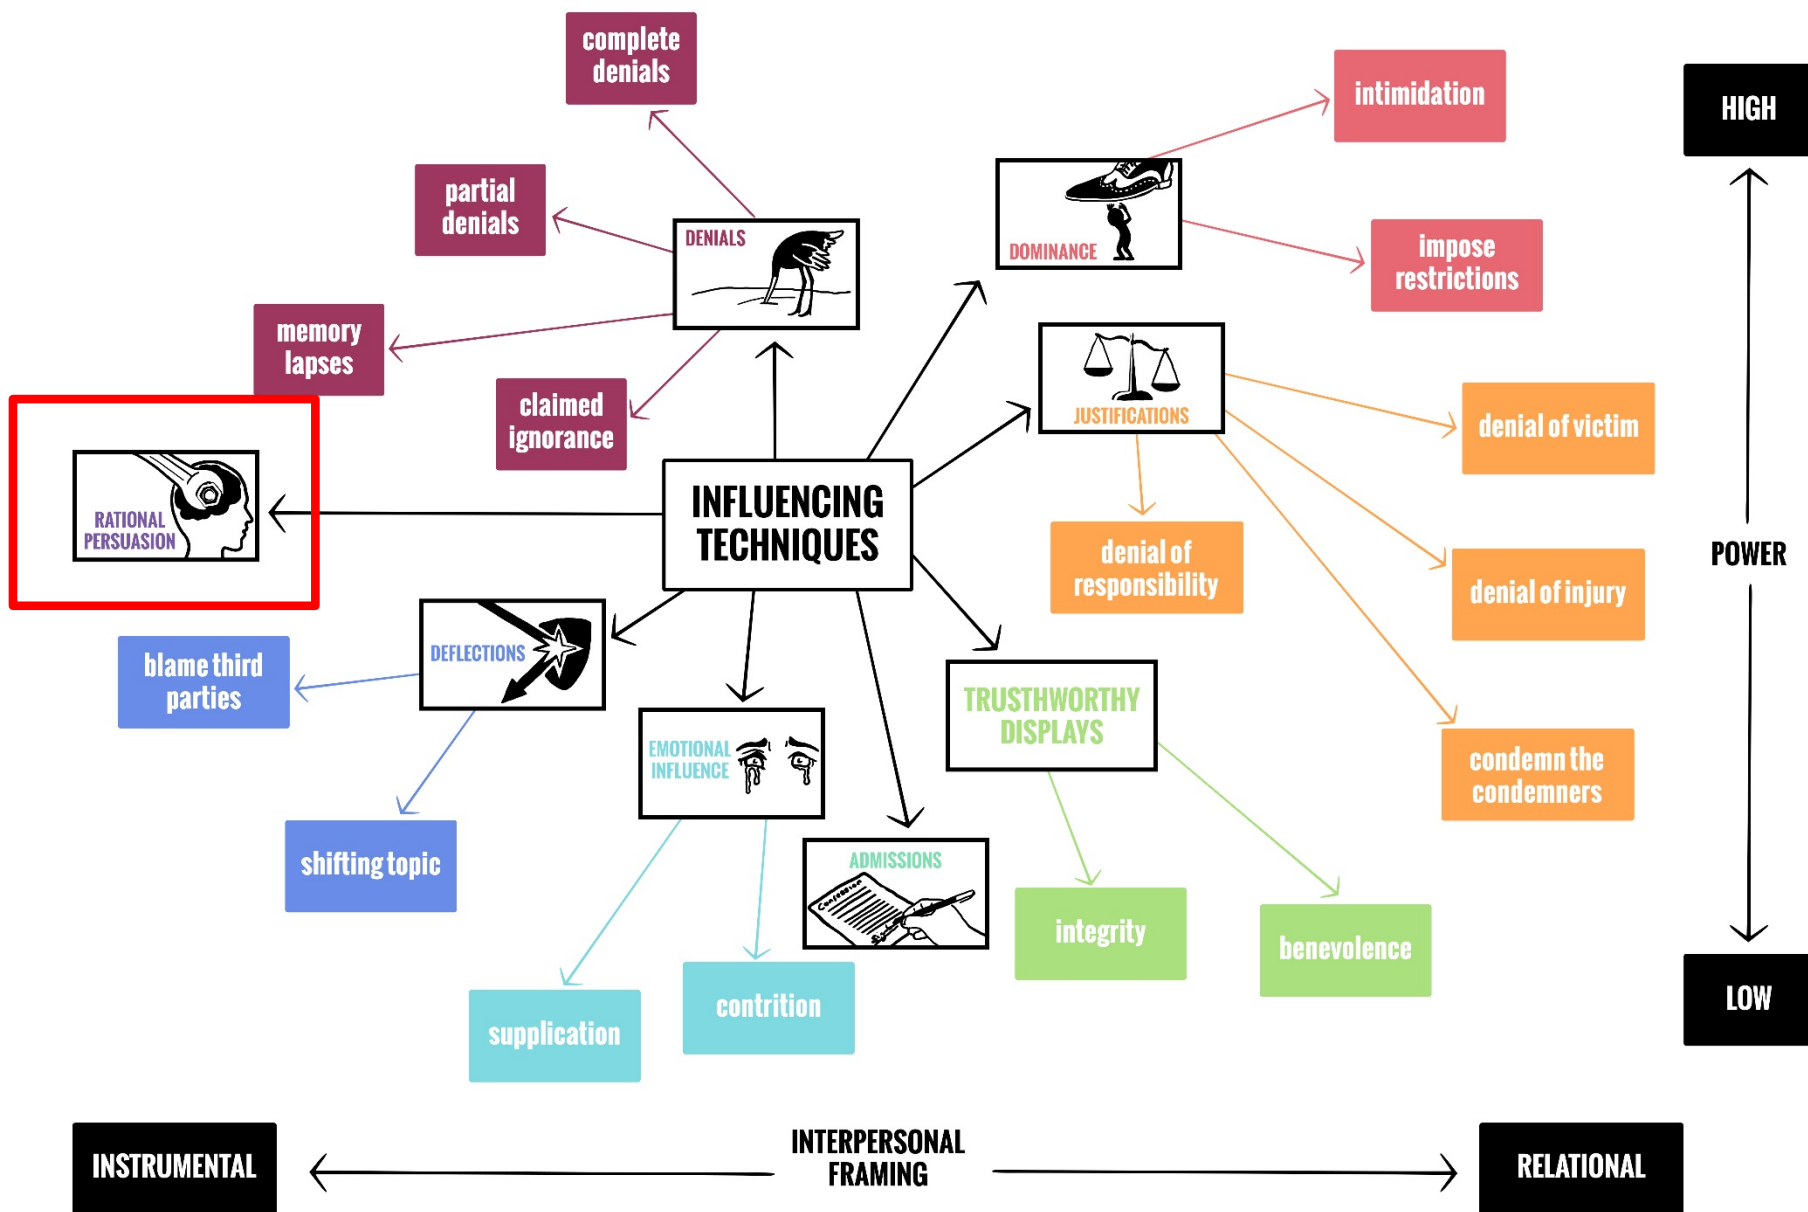 complete
denials
intimidation
HIGH
partial
denials
DENIALS
DOMINANCE
impose
restrictions
memory
lapses
claimed
ignorance
JUSTIFICATIONS
denial of victim
RATIONAL
PERSUASION
INFLUENCING
TECHNIQUES
denial of
responsibility
denial of injury
POWER
blame third
parties
DEFLECTIONS
TRUSTHWORTHY
DISPLAYS
EMOTIONAL
INFLUENCE
condemn the
condemners
shifting topic
ADMISSIONS
Confession
integrity
benevolence
supplication
contrition
LOW
INSTRUMENTAL
INTERPERSONAL
FRAMING
RELATIONAL